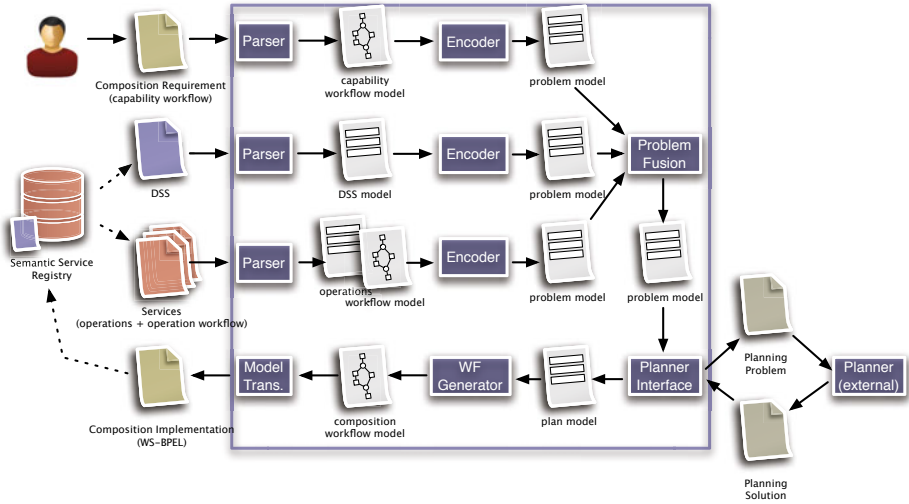 Parser
Encoder
Composition Requirement
(capability workflow)
capability
workflow model
problem model
Parser
Encoder
Problem
Fusion
DSS
DSS model
problem model
Semantic Service
Registry
Parser
Encoder
operations
workflow model
problem model
problem model
Services
(operations + operation workflow)
Model
Trans.
WF
Generator
Planner
Interface
Planning
Problem
Planner
(external)
Composition Implementation
(WS-BPEL)
composition
workflow model
plan model
Planning
Solution